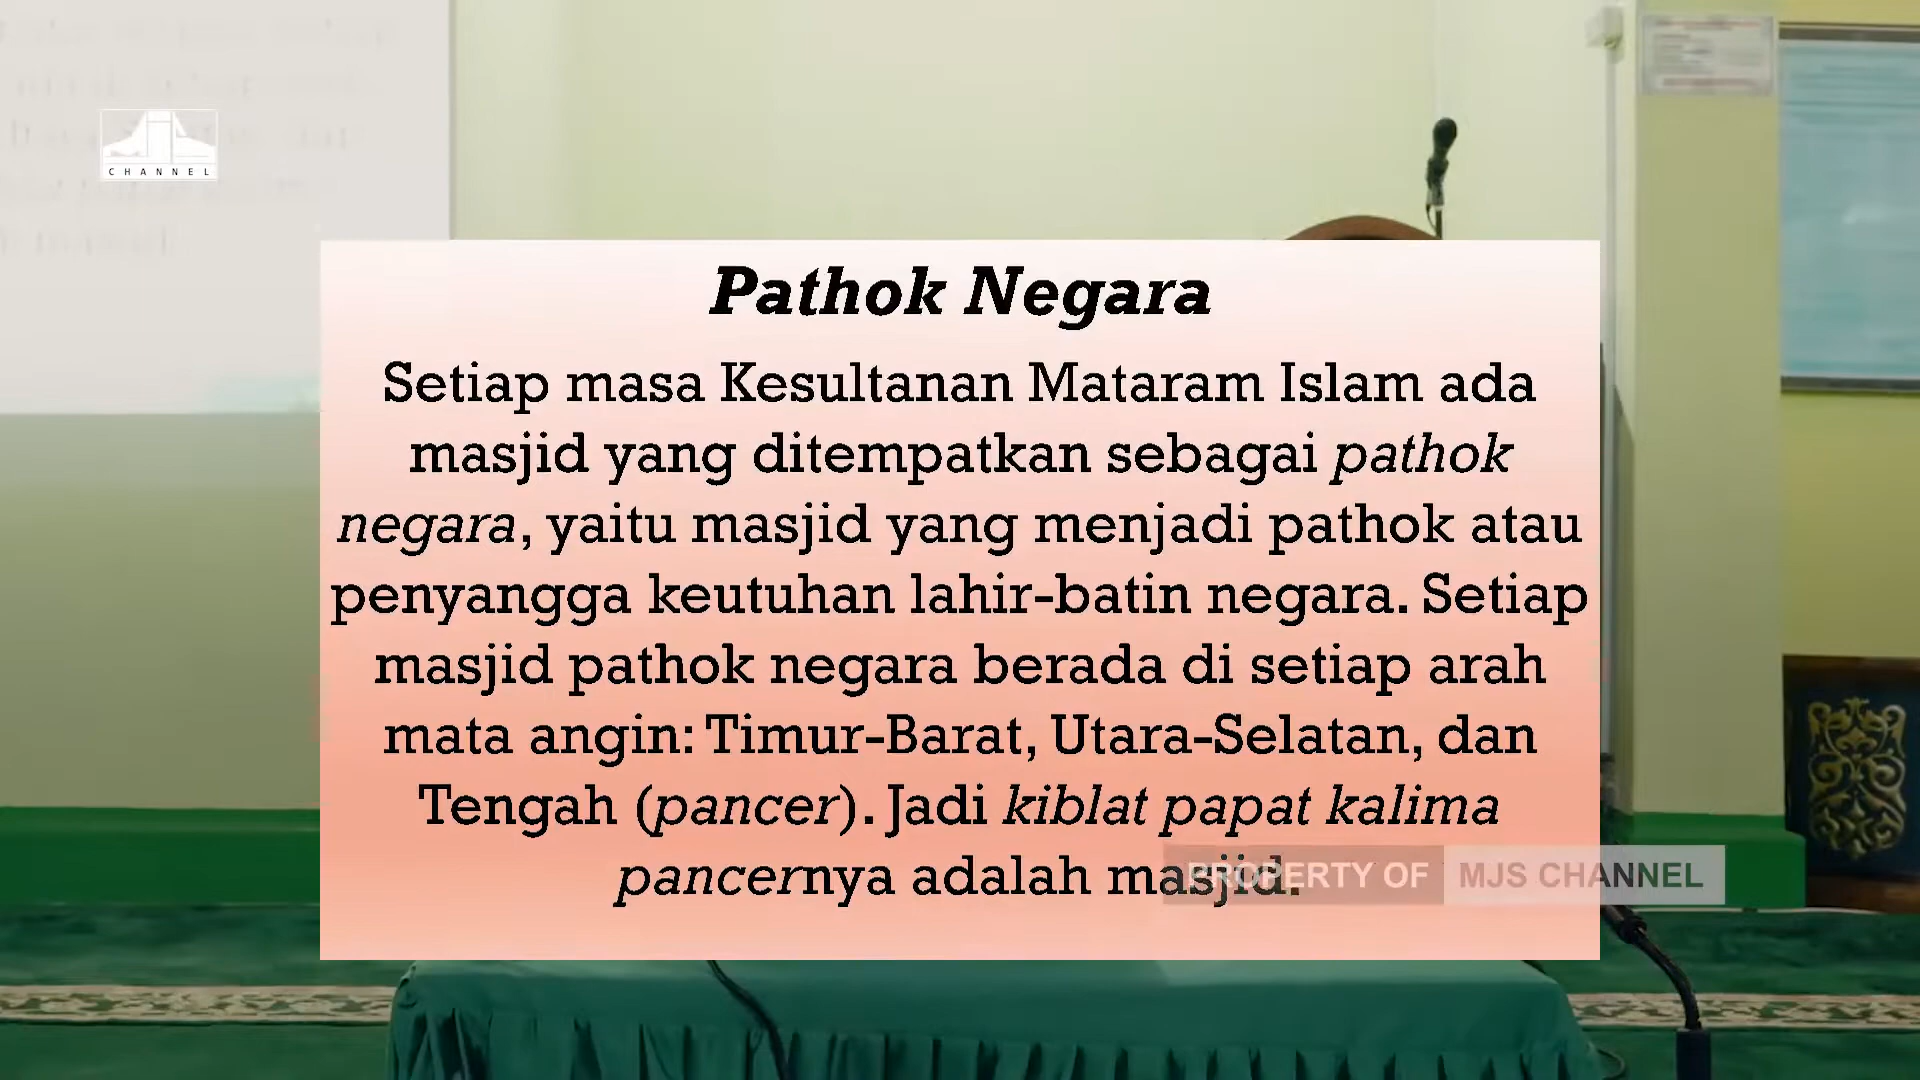 CHANNEL
Pathok Negara
Setiap masa Kesultanan Mataram Islam ada
masjid yang ditempatkan sebagai pathok
negara, yaitu masjid yang menjadi pathok atau
penyangga keutuhan lahir-batin negara. Setiap
masjid pathok negara berada di setiap arah
mata angin: Timur-Barat, Utara-Selatan, dan
Tengah (pancer). Jadi kiblat papat kalima
pancernya adalah masjid.
PROPERTY OF MJS CHANNEL